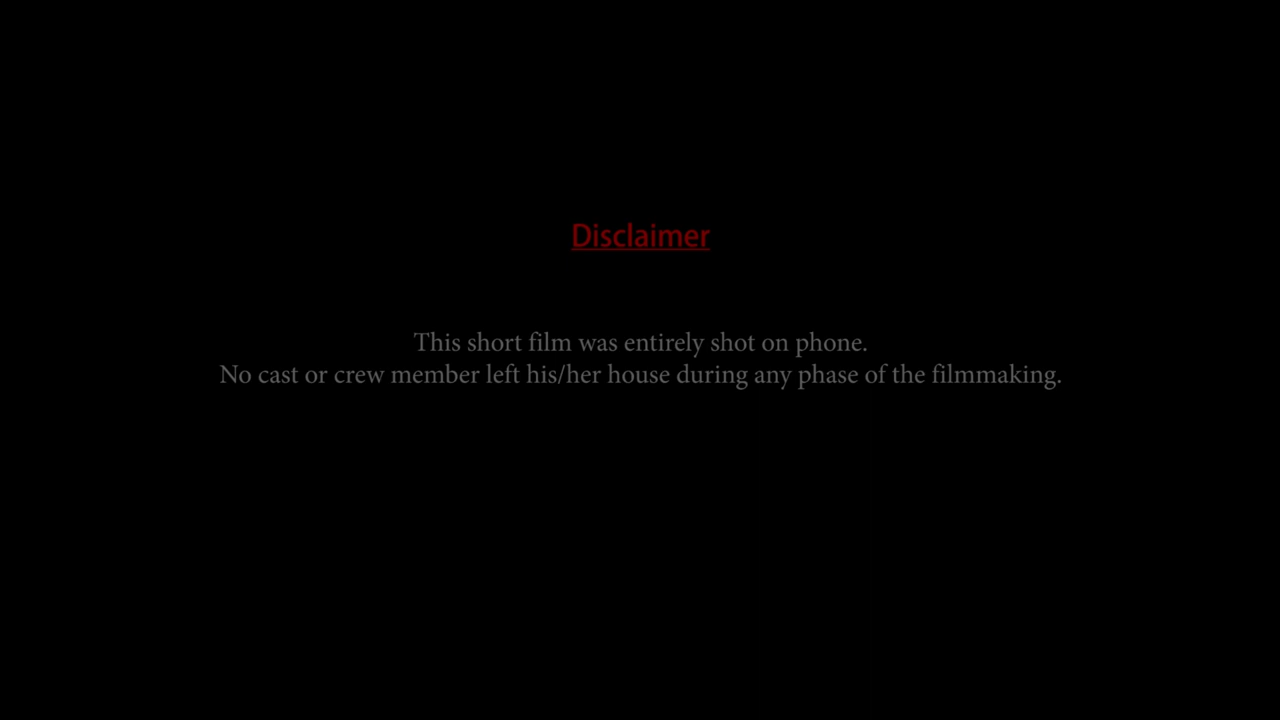 Disclaimer
This short film was entirely shot on phone.
No cast or crew member left his/her house during any phase of the filmmaking.